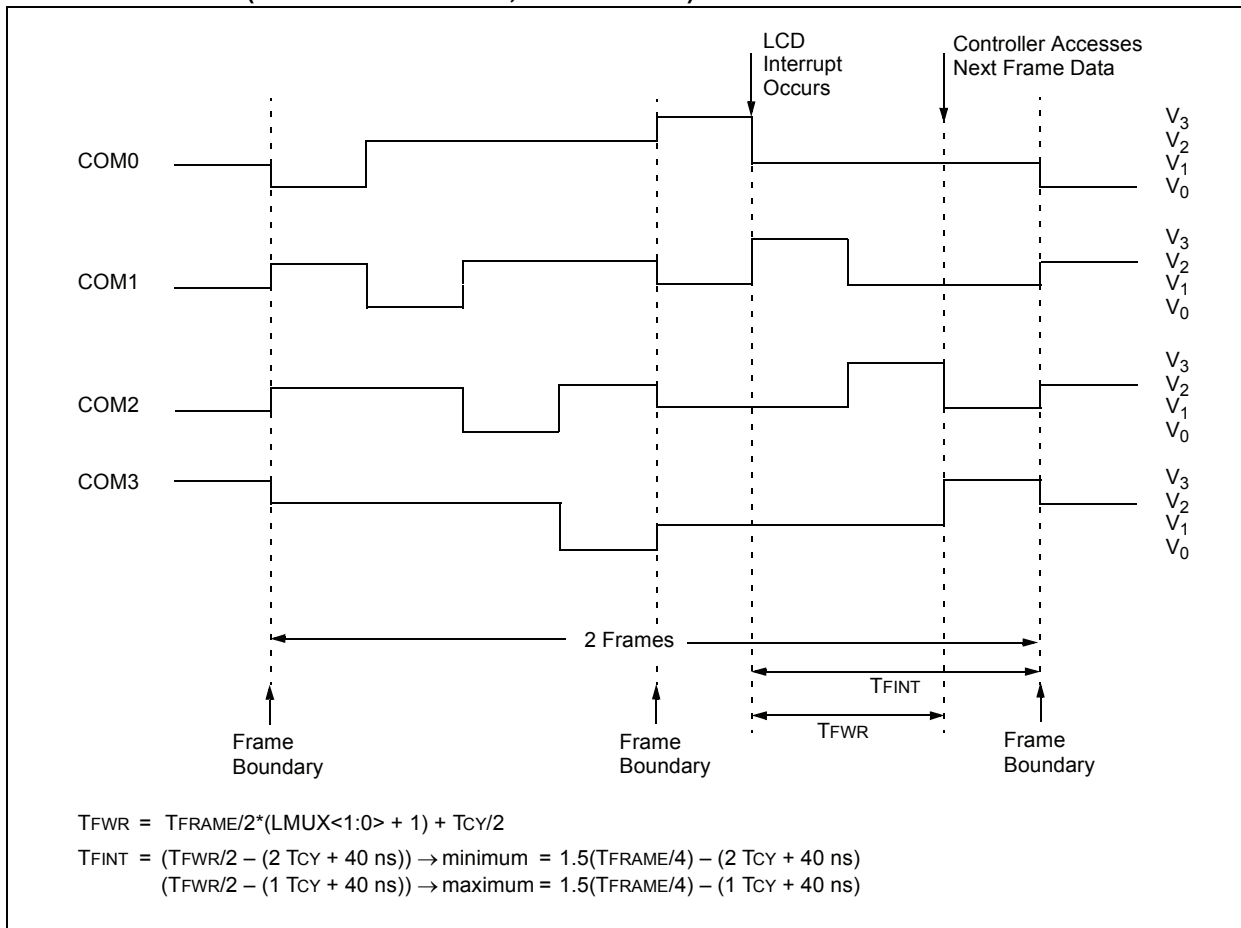 LCD
Interrupt
Occurs
Controller Accesses
Next Frame Data
COM0
V3
V2
V1
V0
COM1
V3
V2
V1
V0
COM2
V3
V2
V1
V0
COM3
V3
V2
V1
V0
2 Frames
TFINT
TFWR
Frame
Boundary
Frame
Boundary
Frame
Boundary
TFWR = TFRAME/2*(LMUX<1:0> + 1) + TCY/2
TFINT = (TFWR/2 – (2 TCY + 40 ns)) → minimum = 1.5(TFRAME/4) – (2 TCY + 40 ns)
(TFWR/2 – (1 TCY + 40 ns)) → maximum = 1.5(TFRAME/4) – (1 TCY + 40 ns)